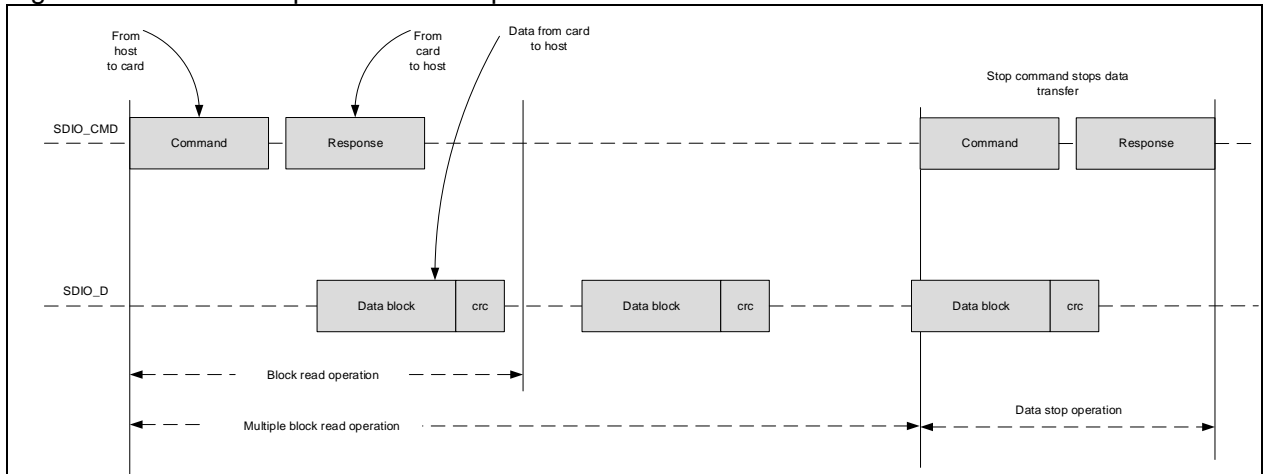 From
host
to card
From
card
to host
Data from card
to host
Stop command stops data
transfer
SDIO_CMD
Command
Response
Command
Response
SDIO_D
Data block
crc
Data block
crc
Data block
crc
Block read operation
Multiple block read operation
Data stop operation